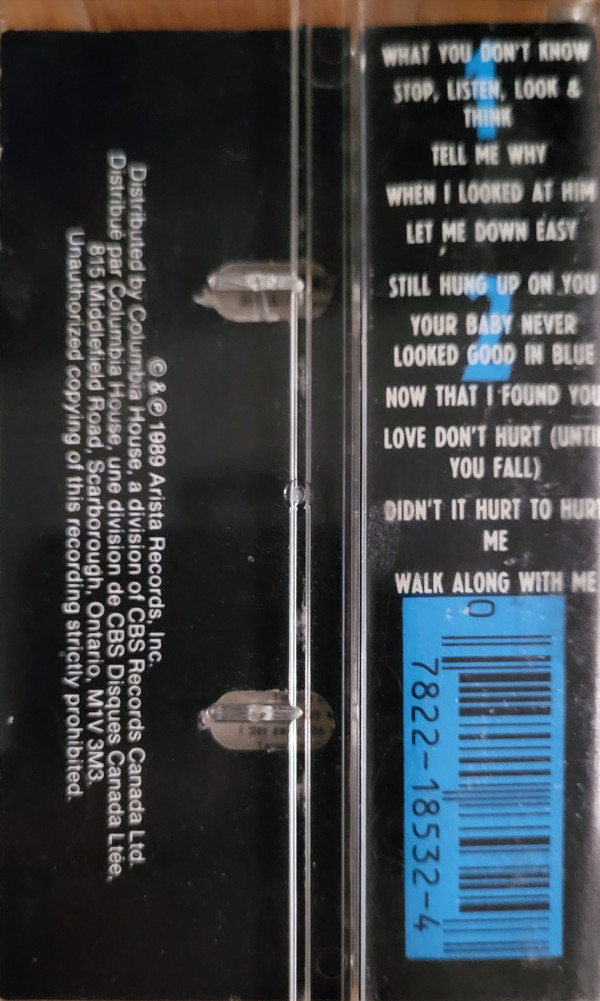 WHAT YOU DON'T KNOW
STOP, LISTEN, LOOK &
THINK
TELL ME WHY
WHEN I LOOKED AT HIM
LET ME DOWN EASY
STILL HUNG UP ON YOU
YOUR BABY NEVER
LOOKED GOOD IN BLUE
NOW THAT I FOUND YOU
LOVE DON'T HURT (UNTI
YOU FALL)
DIDN'T IT HURT TO HURT
ME
WALK ALONG WITH ME
1
2
0
7822-18532-4
© & ℗ 1989 Arista Records, Inc.
Distributed by Columbia House, a division of CBS Records Canada Ltd.
Distribué par Columbia House, une division de CBS Disques Canada Ltée,
815 Middlefield Road, Scarborough, Ontario, M1V 3M3.
Unauthorized copying of this recording strictly prohibited.